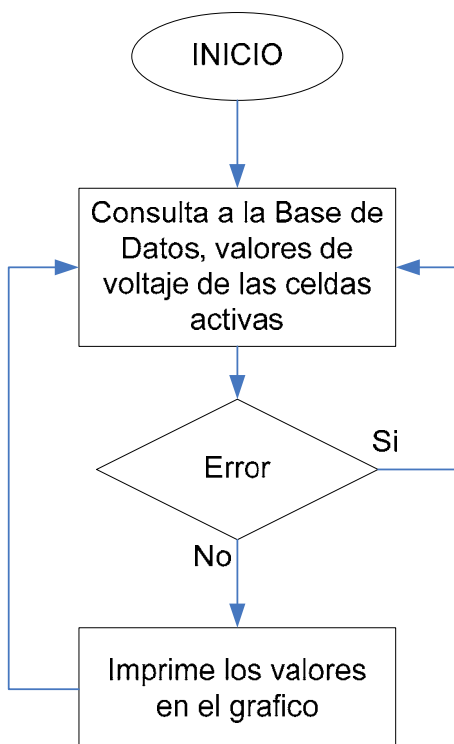 INICIO
Consulta a la Base de
Datos, valores de
voltaje de las celdas
activas
Error
Si
No
Imprime los valores
en el grafico